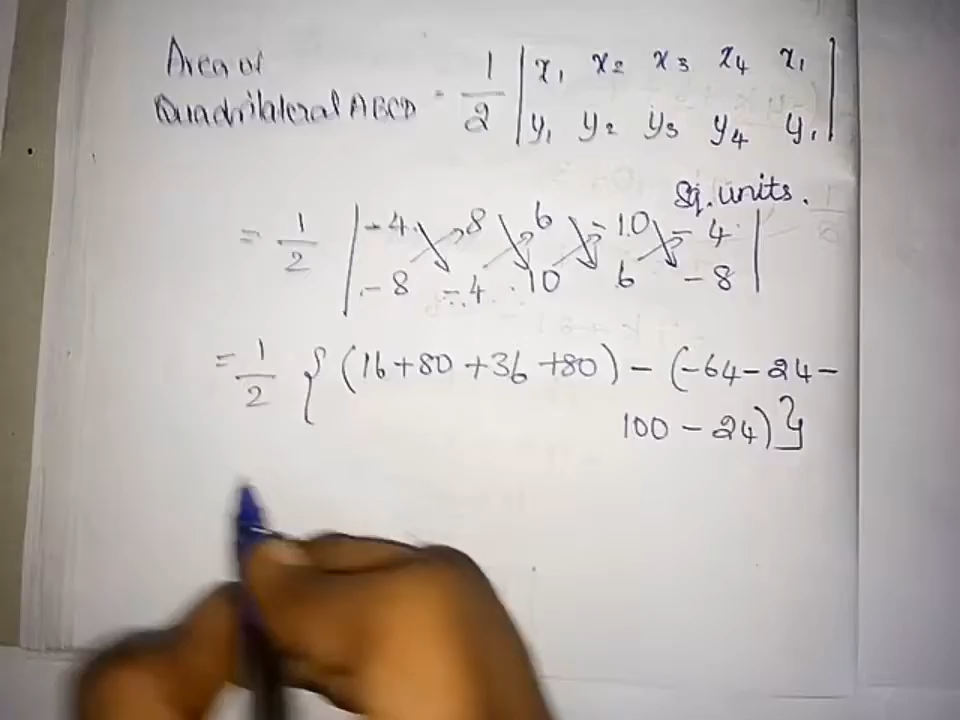 Area of
Quadrilateral ABCD = 1/2 | x₁ x₂ x₃ x₄ x₁ |
| y₁ y₂ y₃ y₄ y₁ |
Sq. units.
= 1/2 | -4 8 6 -10 -4 |
| -8 -4 10 6 -8 |
= 1/2 { (16+80+36+80) - (-64-24-
100-24)}